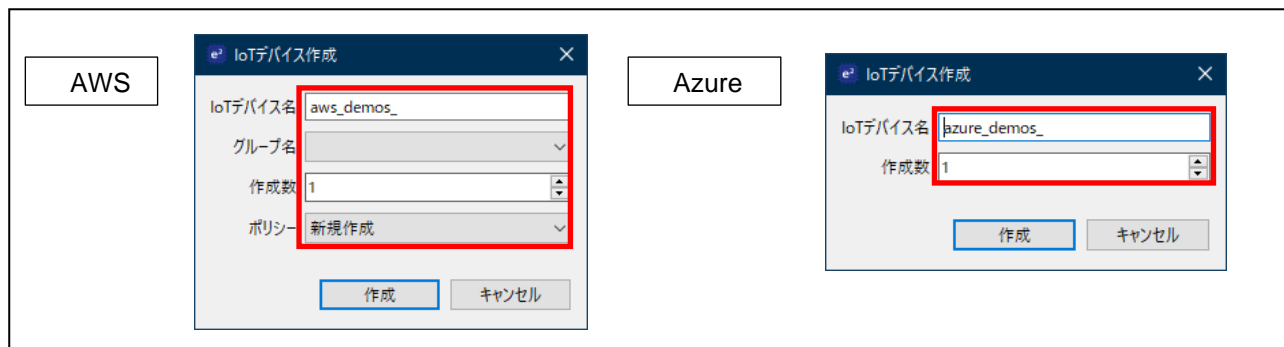 AWS
e² IoTデバイス作成
IoTデバイス名 aws_demos_
グループ名
作成数 1
ポリシー 新規作成
作成 キャンセル
Azure
e² IoTデバイス作成
IoTデバイス名 azure_demos_
作成数 1
作成 キャンセル